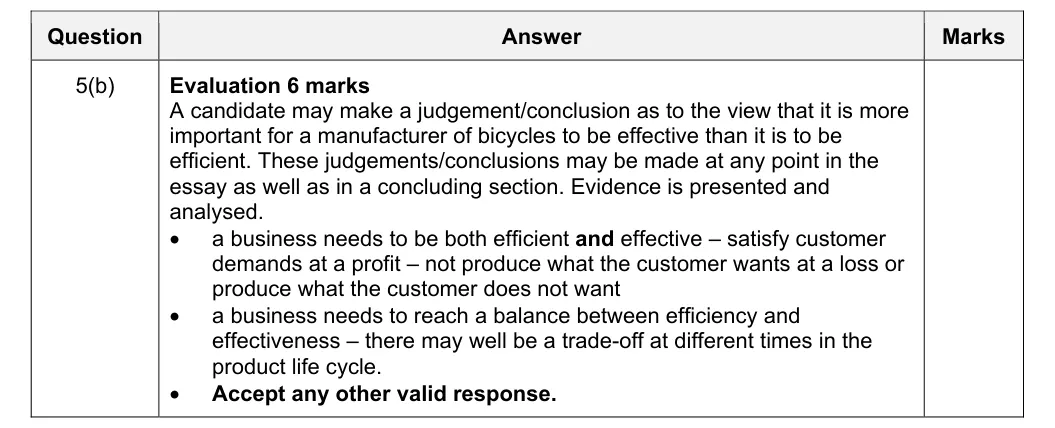 Question Answer Marks
5(b) Evaluation 6 marks
A candidate may make a judgement/conclusion as to the view that it is more
important for a manufacturer of bicycles to be effective than it is to be
efficient. These judgements/conclusions may be made at any point in the
essay as well as in a concluding section. Evidence is presented and
analysed.
• a business needs to be both efficient and effective – satisfy customer
demands at a profit – not produce what the customer wants at a loss or
produce what the customer does not want
• a business needs to reach a balance between efficiency and
effectiveness – there may well be a trade-off at different times in the
product life cycle.
• Accept any other valid response.